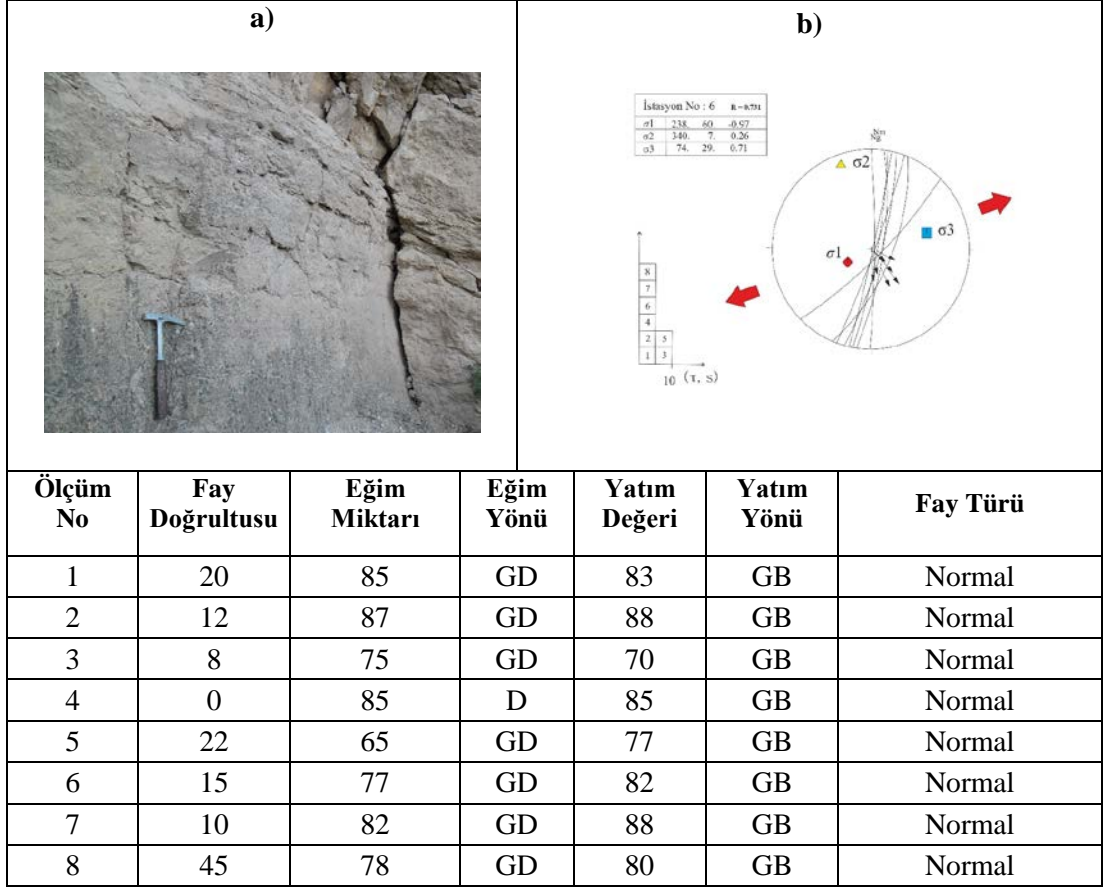 a)
b)
İstasyon No : 6 R = 0.731
σ1 238. 60. -0.97
σ2 340. 7. 0.26
σ3 74. 29. 0.71
σ2
σ3
σ1
8
7
6
4
2 5
1 3
10 (τ, s)
Ölçüm No Fay Doğrultusu Eğim Miktarı Eğim Yönü Yatım Değeri Yatım Yönü Fay Türü
1 20 85 GD 83 GB Normal
2 12 87 GD 88 GB Normal
3 8 75 GD 70 GB Normal
4 0 85 D 85 GB Normal
5 22 65 GD 77 GB Normal
6 15 77 GD 82 GB Normal
7 10 82 GD 88 GB Normal
8 45 78 GD 80 GB Normal